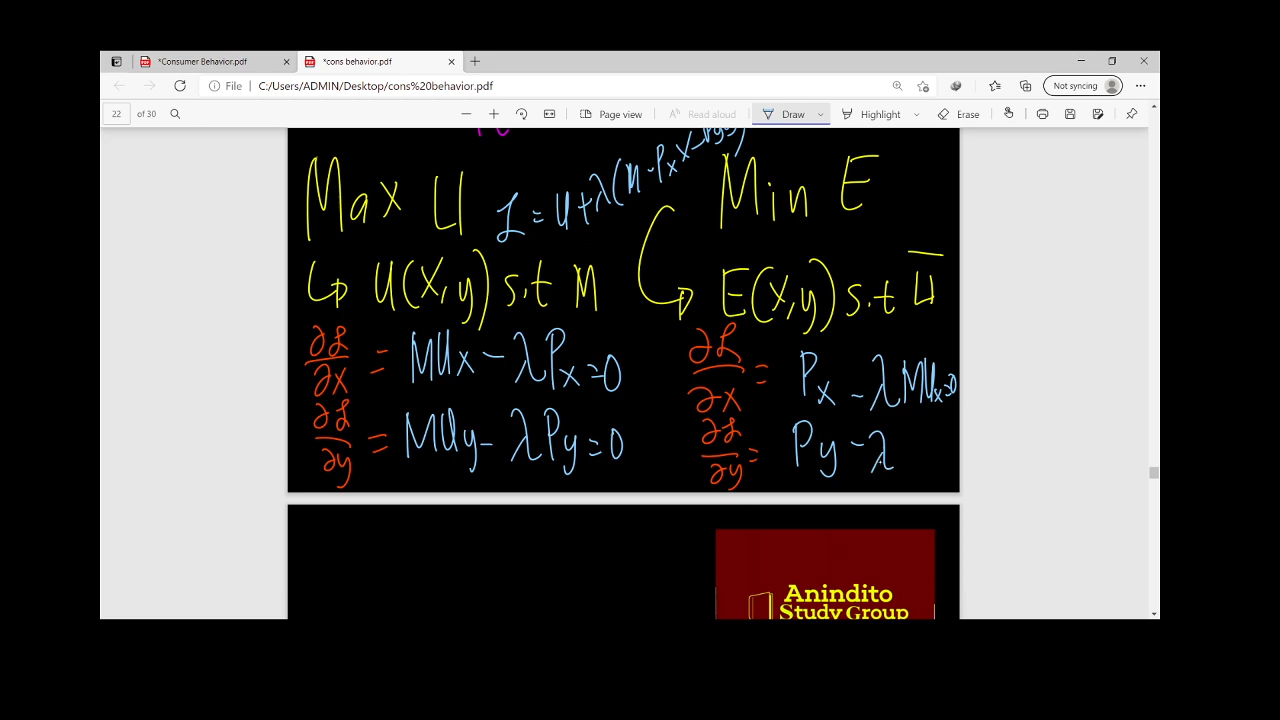 *Consumer Behavior.pdf
*cons behavior.pdf
File C:/Users/ADMIN/Desktop/cons%20behavior.pdf
Not syncing
22 of 30
Page view
Read aloud
Draw
Highlight
Erase
Max U
ℒ = U + λ(M - PxX - Pyy)
Min E
↳ U(X,y) s.t M
↳ E(X,y) s.t U̅
∂ℒ/∂X = MUx - λPx = 0
∂ℒ/∂X = Px - λMUx = 0
∂ℒ/∂y = MUy - λPy = 0
∂ℒ/∂y = Py - λ
Anindito
Study Group